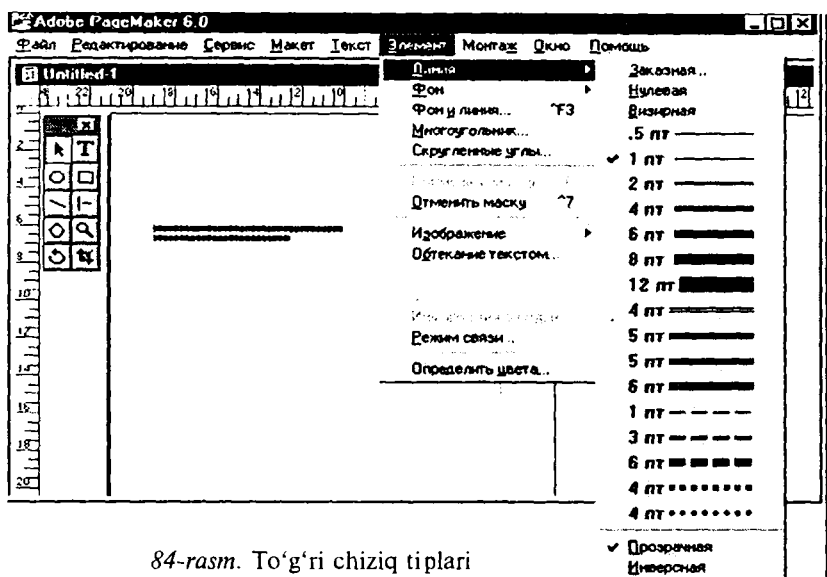 Adobe PageMaker 6.0
Файл Редактирование Сервис Макет Текст Элемент Монтаж Окно Помощь
Untitled-1
Линия
Фон
Фон и линия... ^F3
Многоугольник...
Скругленные углы...
Отменить маску ^7
Изображение
Обтекание текстом...
Режим связи...
Определить цвета...
Заказная...
Нулевая
Визирная
.5 пт
1 пт
2 пт
4 пт
6 пт
8 пт
12 пт
4 пт
5 пт
5 пт
6 пт
1 пт
3 пт
6 пт
4 пт
4 пт
Прозрачная
Инверсная
84-rasm. To‘g‘ri chiziq tiplari